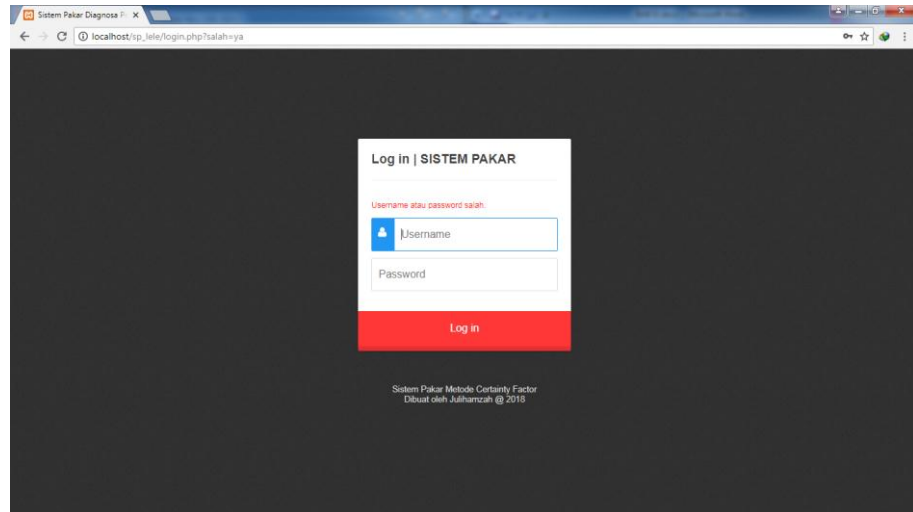 Sistem Pakar Diagnosa P
localhost/sp_lele/login.php?salah=ya
Log in | SISTEM PAKAR
Username atau password salah.
Username
Password
Log in
Sistem Pakar Metode Certainty Factor
Dibuat oleh Julihamzah @ 2018